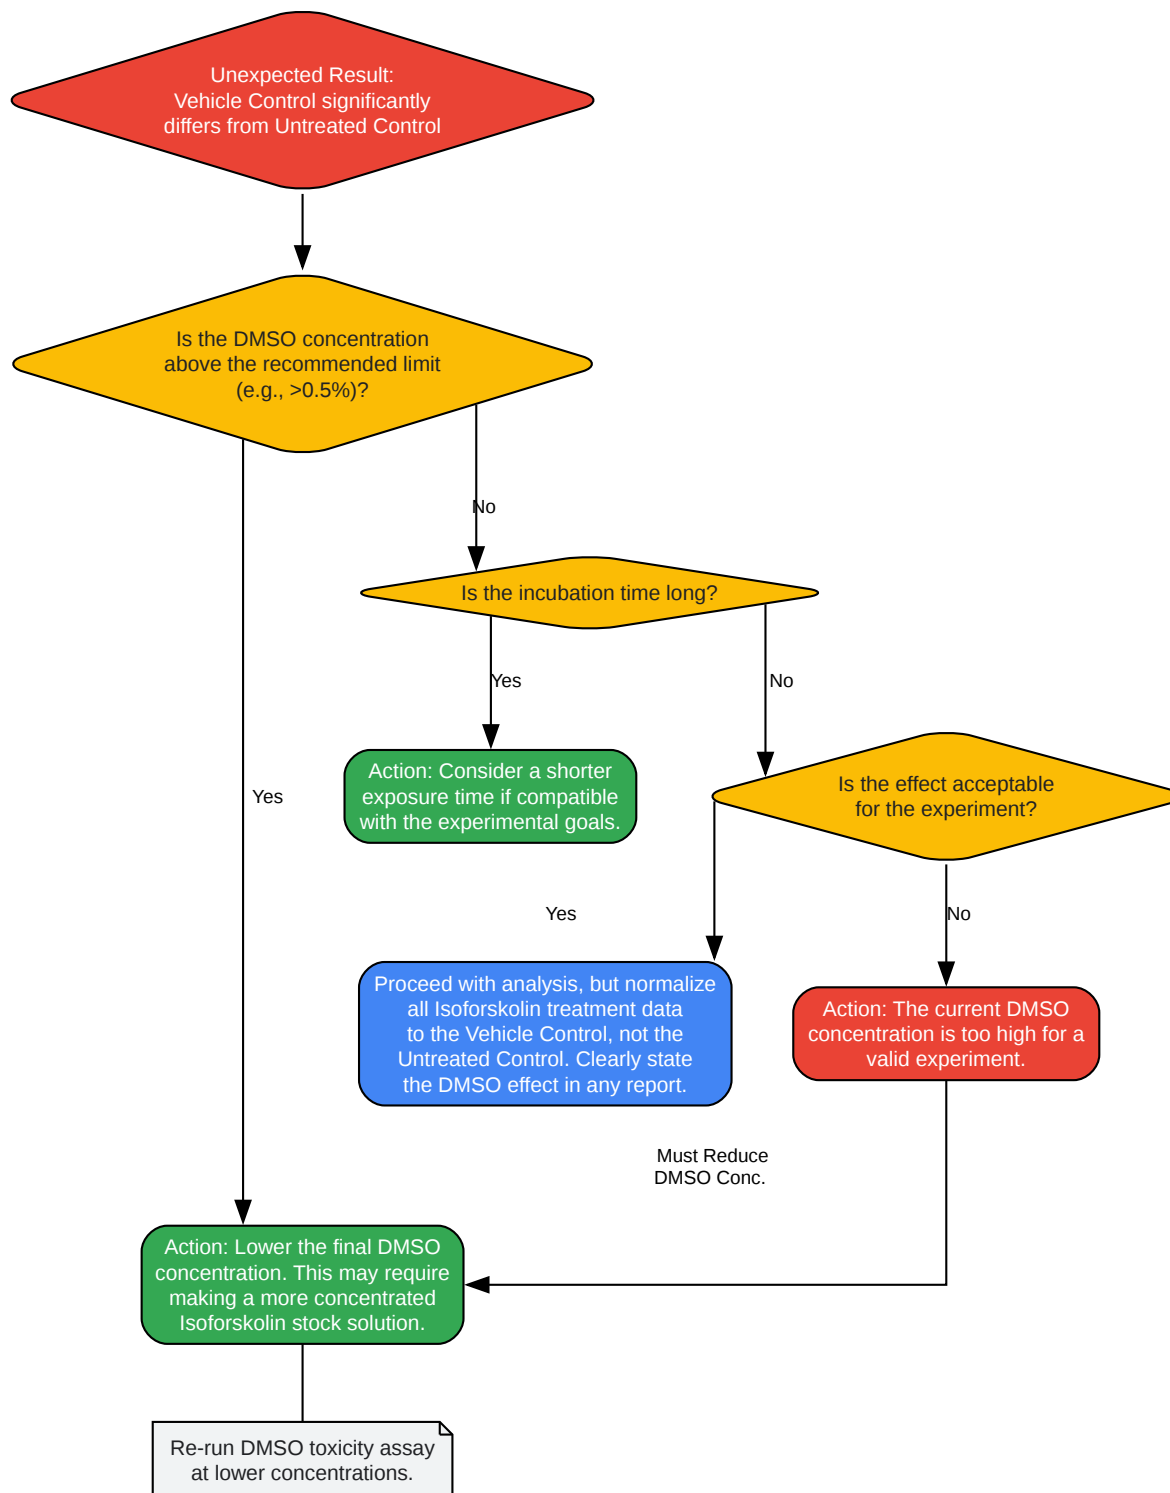 Unexpected Result:
Vehicle Control significantly
differs from Untreated Control
Is the DMSO concentration
above the recommended limit
(e.g., >0.5%)?
No
Is the incubation time long?
Yes
No
Action: Consider a shorter
exposure time if compatible
with the experimental goals.
Is the effect acceptable
for the experiment?
Yes
Yes
No
Proceed with analysis, but normalize
all Isoforskolin treatment data
to the Vehicle Control, not the
Untreated Control. Clearly state
the DMSO effect in any report.
Action: The current DMSO
concentration is too high for a
valid experiment.
Must Reduce
DMSO Conc.
Action: Lower the final DMSO
concentration. This may require
making a more concentrated
Isoforskolin stock solution.
Re-run DMSO toxicity assay
at lower concentrations.